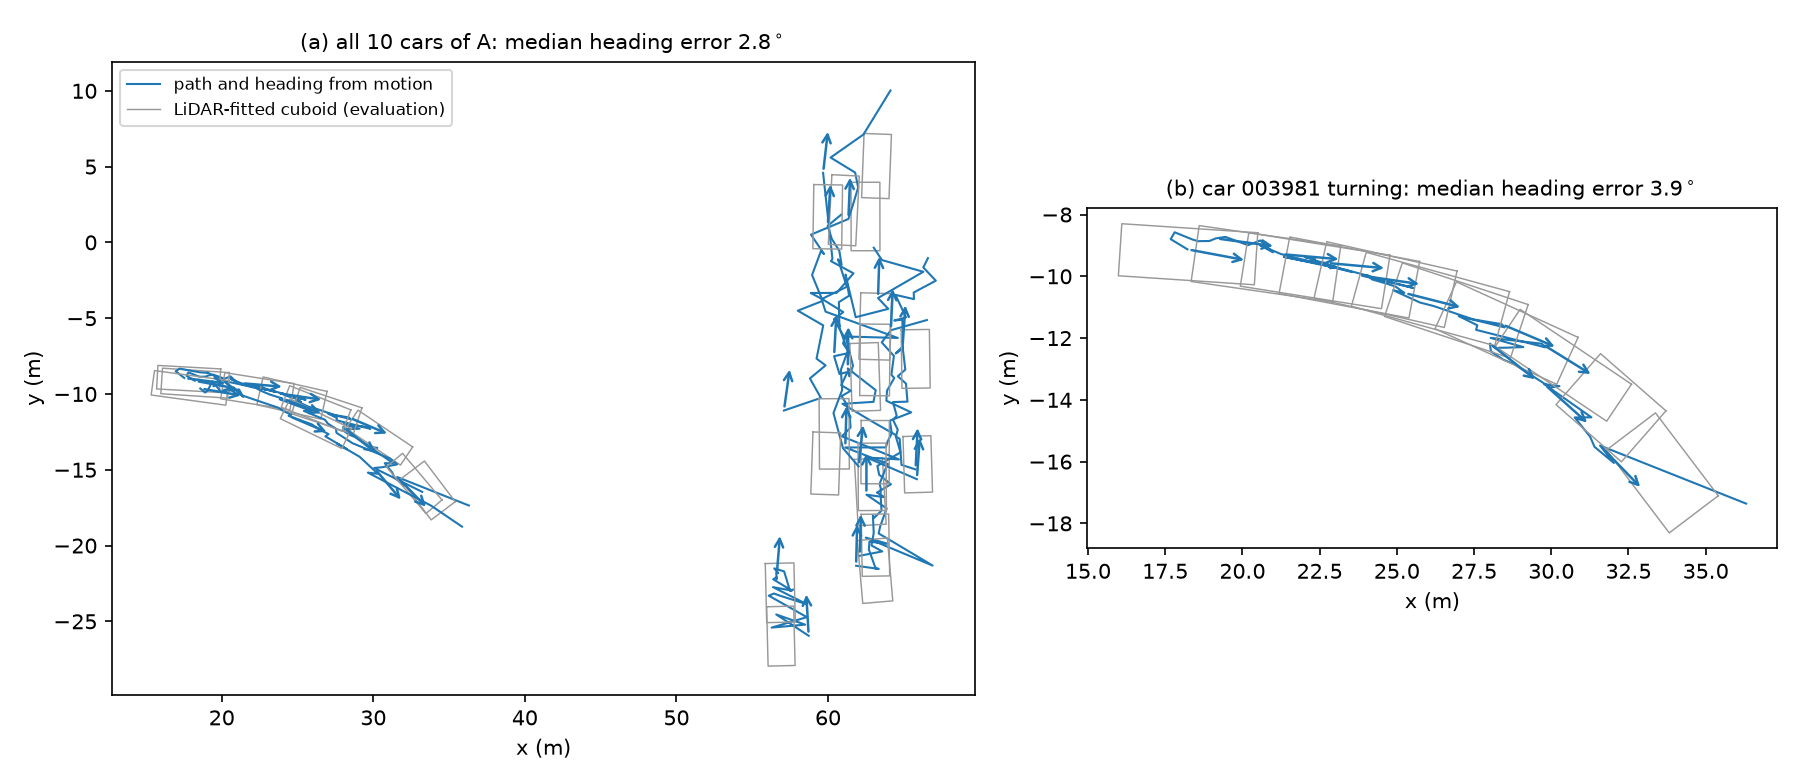 (a) all 10 cars of A: median heading error 2.8°
path and heading from motion
LiDAR-fitted cuboid (evaluation)
10
5
0
−5
−10
−15
−20
−25
y (m)
20 30 40 50 60
x (m)
(b) car 003981 turning: median heading error 3.9°
−8
−10
−12
−14
−16
−18
y (m)
15.0 17.5 20.0 22.5 25.0 27.5 30.0 32.5 35.0
x (m)